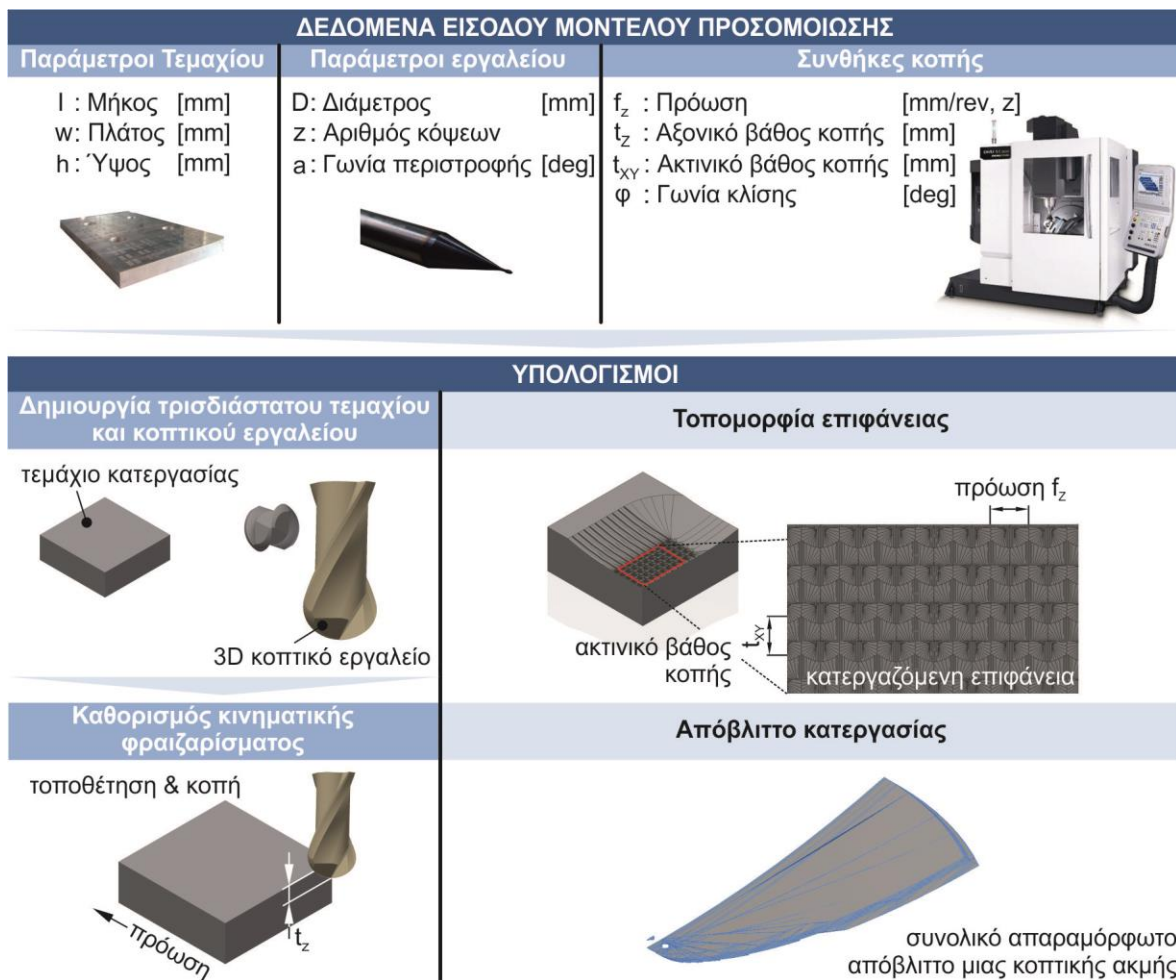 ΔΕΔΟΜΕΝΑ ΕΙΣΟΔΟΥ ΜΟΝΤΕΛΟΥ ΠΡΟΣΟΜΟΙΩΣΗΣ
Παράμετροι Τεμαχίου
l : Μήκος [mm]
w: Πλάτος [mm]
h : Ύψος [mm]
Παράμετροι εργαλείου
D: Διάμετρος [mm]
z : Αριθμός κόψεων
a : Γωνία περιστροφής [deg]
Συνθήκες κοπής
fz : Πρόωση [mm/rev, z]
tZ : Αξονικό βάθος κοπής [mm]
tXY : Ακτινικό βάθος κοπής [mm]
φ : Γωνία κλίσης [deg]
ΥΠΟΛΟΓΙΣΜΟΙ
Δημιουργία τρισδιάστατου τεμαχίου
και κοπτικού εργαλείου
τεμάχιο κατεργασίας
3D κοπτικό εργαλείο
Τοπομορφία επιφάνειας
πρόωση fz
tXY
ακτινικό βάθος
κοπής
κατεργαζόμενη επιφάνεια
Καθορισμός κινηματικής
φραιζαρίσματος
τοποθέτηση & κοπή
tz
πρόωση
Απόβλιττο κατεργασίας
συνολικό απαραμόρφωτο
απόβλιττο μιας κοπτικής ακμής